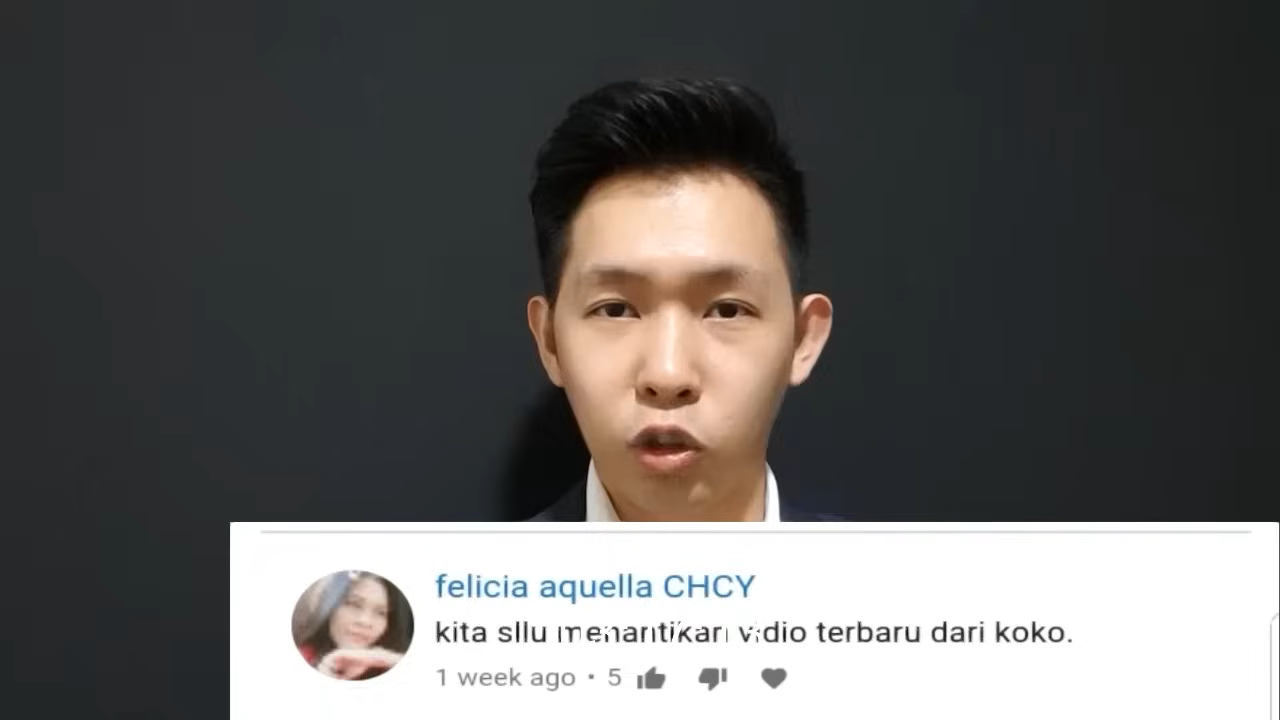 felicia aquella CHCY
kita sllu menantikan vidio terbaru dari koko.
1 week ago • 5